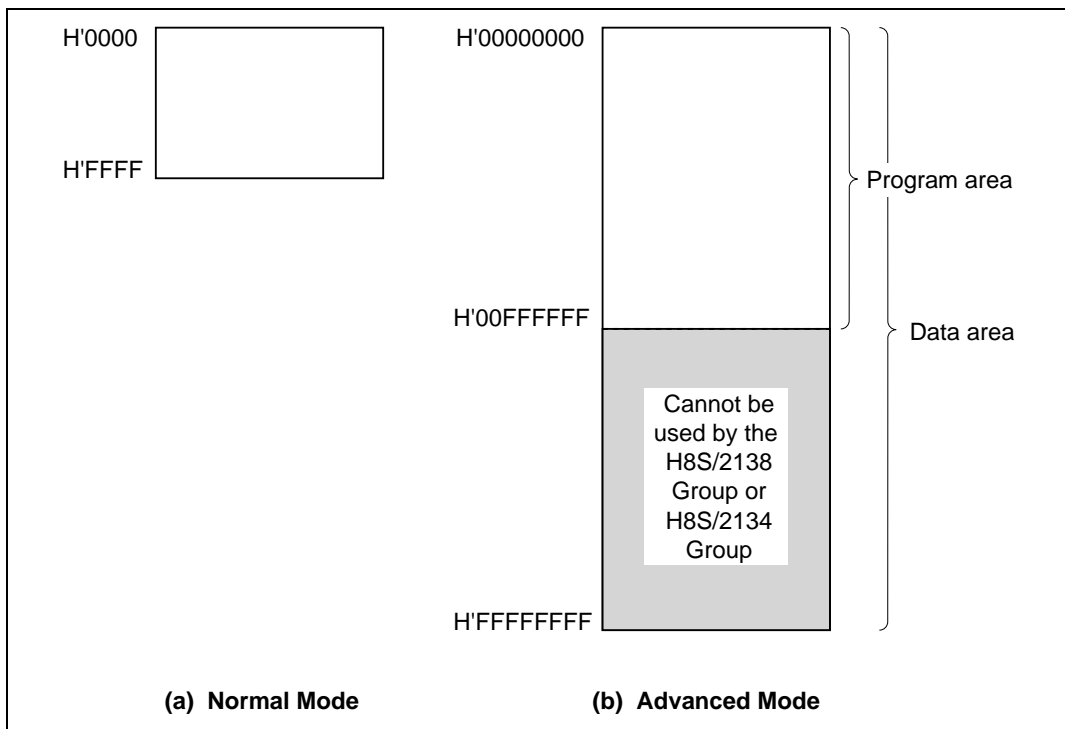 H'0000
H'FFFF
H'00000000
H'00FFFFFF
H'FFFFFFFF
Program area
Data area
Cannot be
used by the
H8S/2138
Group or
H8S/2134
Group
(a) Normal Mode
(b) Advanced Mode